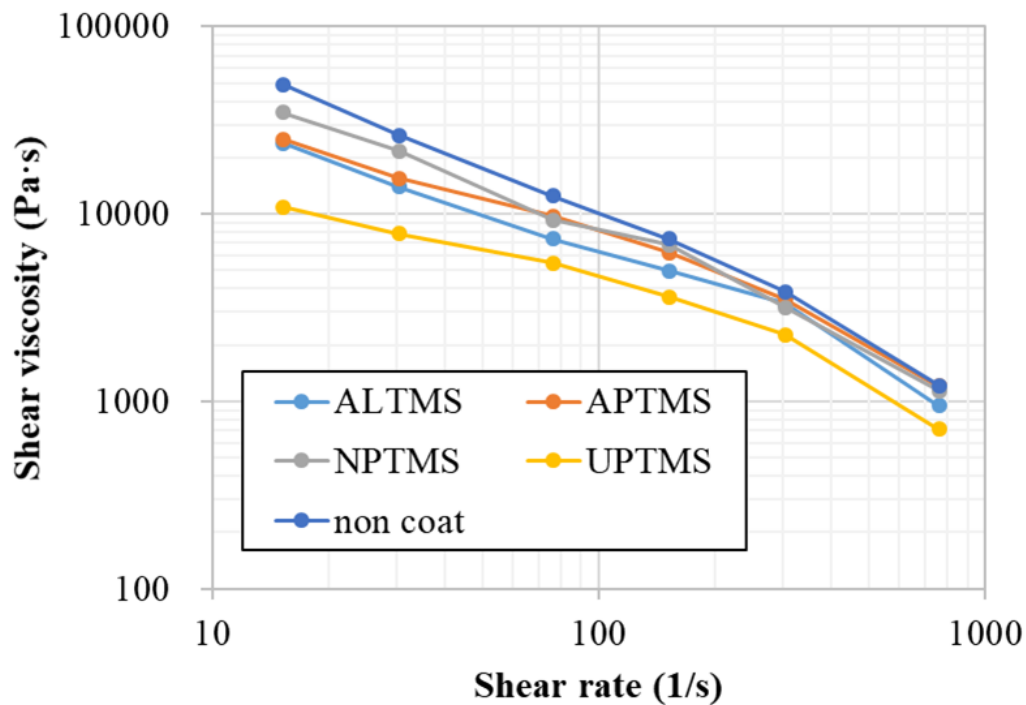 100000
10000
1000
100
Shear viscosity (Pa·s)
ALTMS
APTMS
NPTMS
UPTMS
non coat
10
100
1000
Shear rate (1/s)